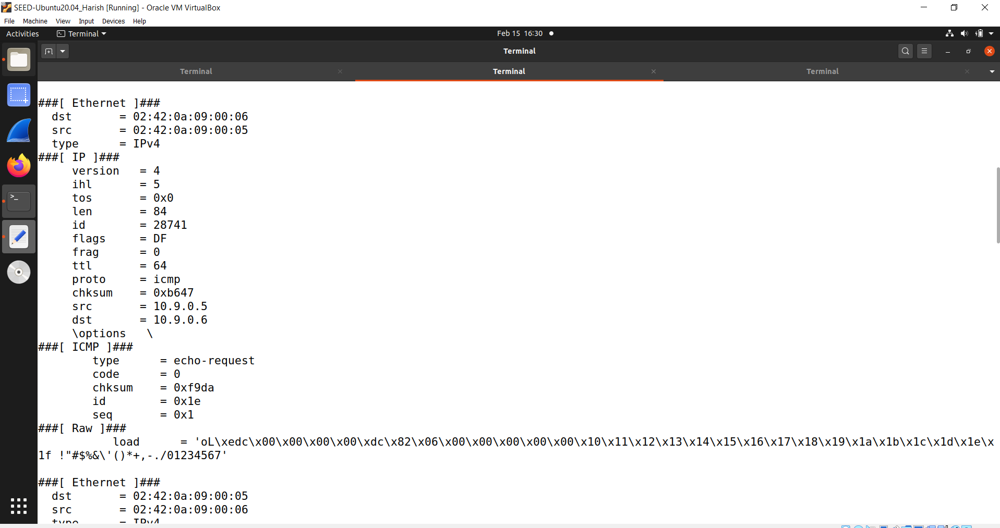 SEED-Ubuntu20.04_Harish [Running] - Oracle VM VirtualBox
File Machine View Input Devices Help
Activities Terminal Feb 15 16:30
Terminal
Terminal Terminal Terminal
###[ Ethernet ]###
  dst       = 02:42:0a:09:00:06
  src       = 02:42:0a:09:00:05
  type      = IPv4
###[ IP ]###
     version   = 4
     ihl       = 5
     tos       = 0x0
     len       = 84
     id        = 28741
     flags     = DF
     frag      = 0
     ttl       = 64
     proto     = icmp
     chksum    = 0xb647
     src       = 10.9.0.5
     dst       = 10.9.0.6
     \options   \
###[ ICMP ]###
        type      = echo-request
        code      = 0
        chksum    = 0xf9da
        id        = 0x1e
        seq       = 0x1
###[ Raw ]###
           load      = 'oL\xedc\x00\x00\x00\x00\xdc\x82\x06\x00\x00\x00\x00\x00\x10\x11\x12\x13\x14\x15\x16\x17\x18\x19\x1a\x1b\x1c\x1d\x1e\x
1f !"#$%&\'()*+,-./01234567'
###[ Ethernet ]###
  dst       = 02:42:0a:09:00:05
  src       = 02:42:0a:09:00:06
  type      = IPv4